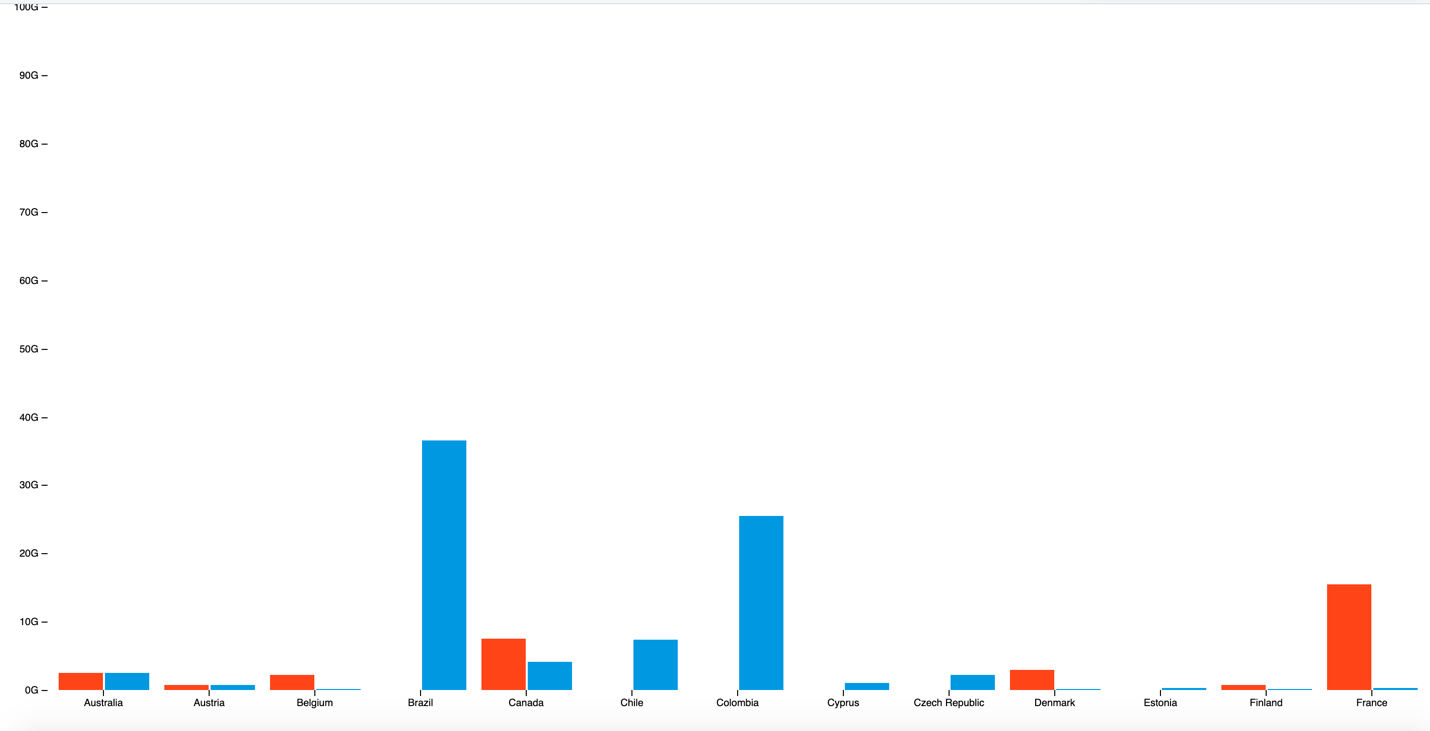 100G
90G
80G
70G
60G
50G
40G
30G
20G
10G
0G
Australia Austria Belgium Brazil Canada Chile Colombia Cyprus Czech Republic Denmark Estonia Finland France